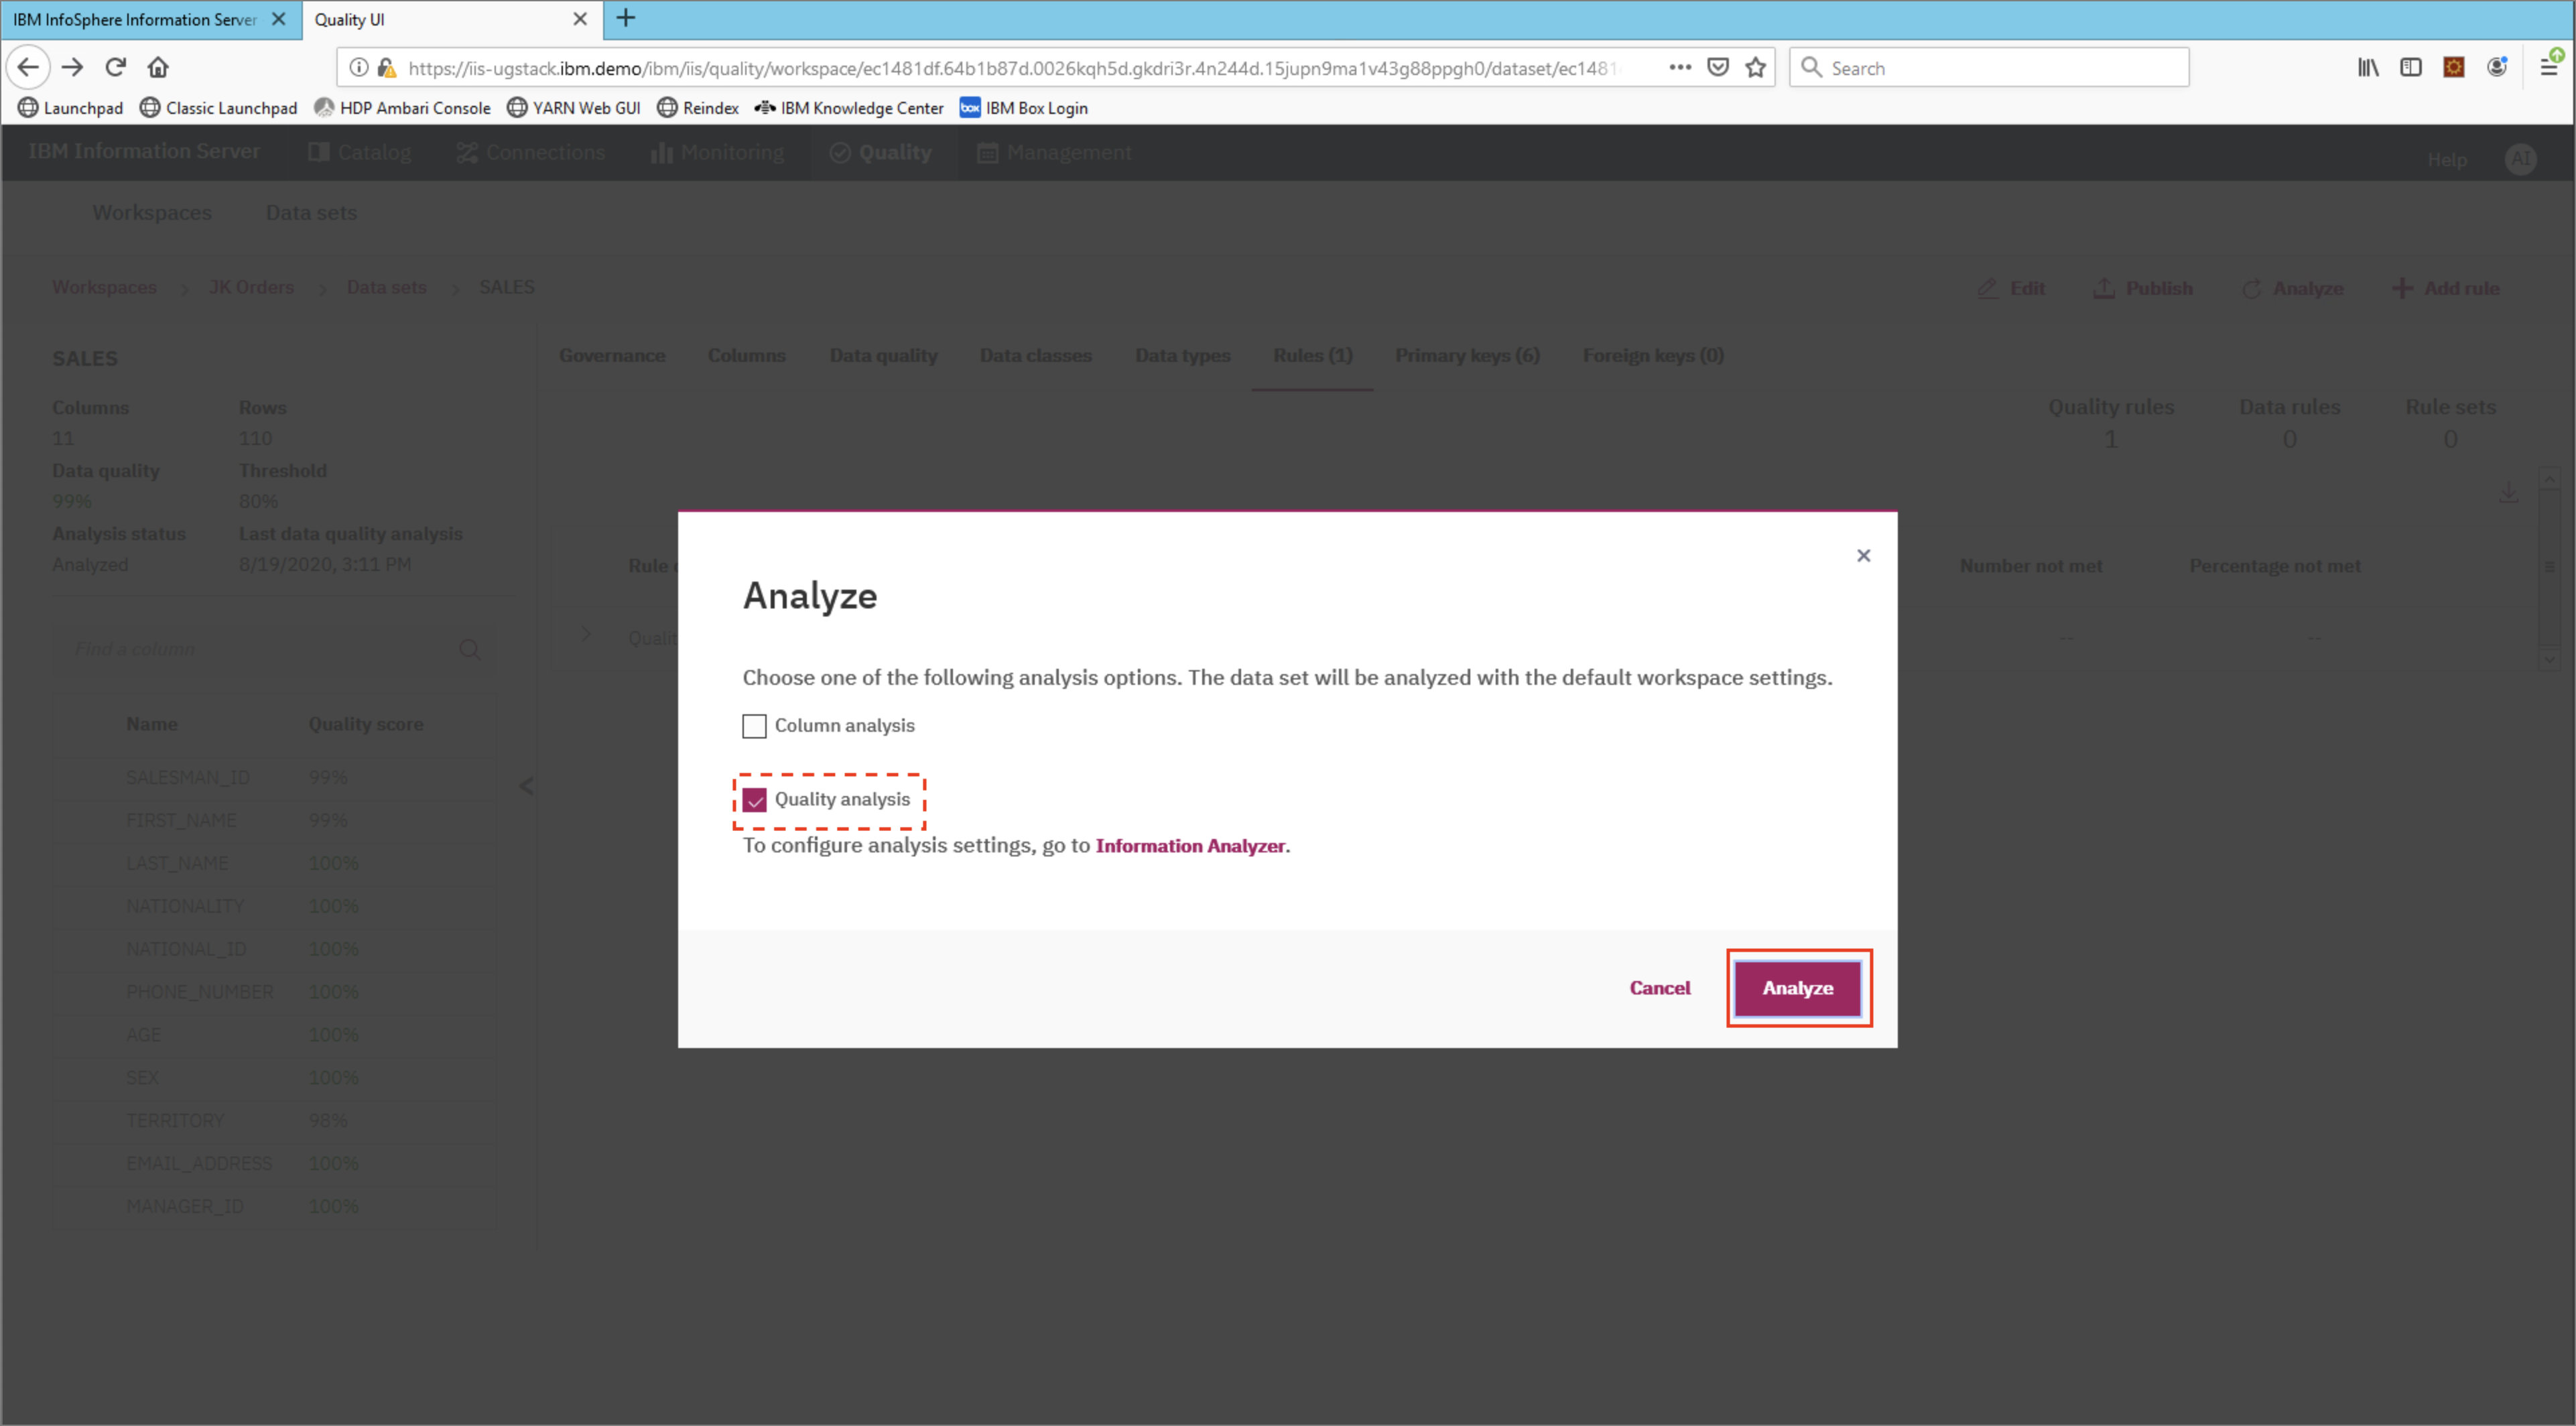 IBM InfoSphere Information Server
Quality UI
https://iis-ugstack.ibm.demo/ibm/iis/quality/workspace/ec1481df.64b1b87d.0026kqh5d.gkdri3r.4n244d.15jupn9ma1v43g88ppgh0/dataset/ec1481
Search
Launchpad Classic Launchpad HDP Ambari Console YARN Web GUI Reindex IBM Knowledge Center box IBM Box Login
IBM Information Server Catalog Connections Monitoring Quality Management Help AI
Workspaces Data sets
Workspaces > JK Orders > Data sets > SALES
Edit Publish Analyze Add rule
SALES
Governance Columns Data quality Data classes Data types Rules (1) Primary keys (6) Foreign keys (0)
Columns Rows
11 110
Data quality Threshold
99% 80%
Analysis status Last data quality analysis
Analyzed 8/19/2020, 3:11 PM
Quality rules Data rules Rule sets
1 0 0
Rule
Number not met Percentage not met
-- --
Find a column
Name Quality score
SALESMAN_ID 99%
FIRST_NAME 99%
LAST_NAME 100%
NATIONALITY 100%
NATIONAL_ID 100%
PHONE_NUMBER 100%
AGE 100%
SEX 100%
TERRITORY 98%
EMAIL_ADDRESS 100%
MANAGER_ID 100%
Analyze
Choose one of the following analysis options. The data set will be analyzed with the default workspace settings.
Column analysis
Quality analysis
To configure analysis settings, go to Information Analyzer.
Cancel Analyze